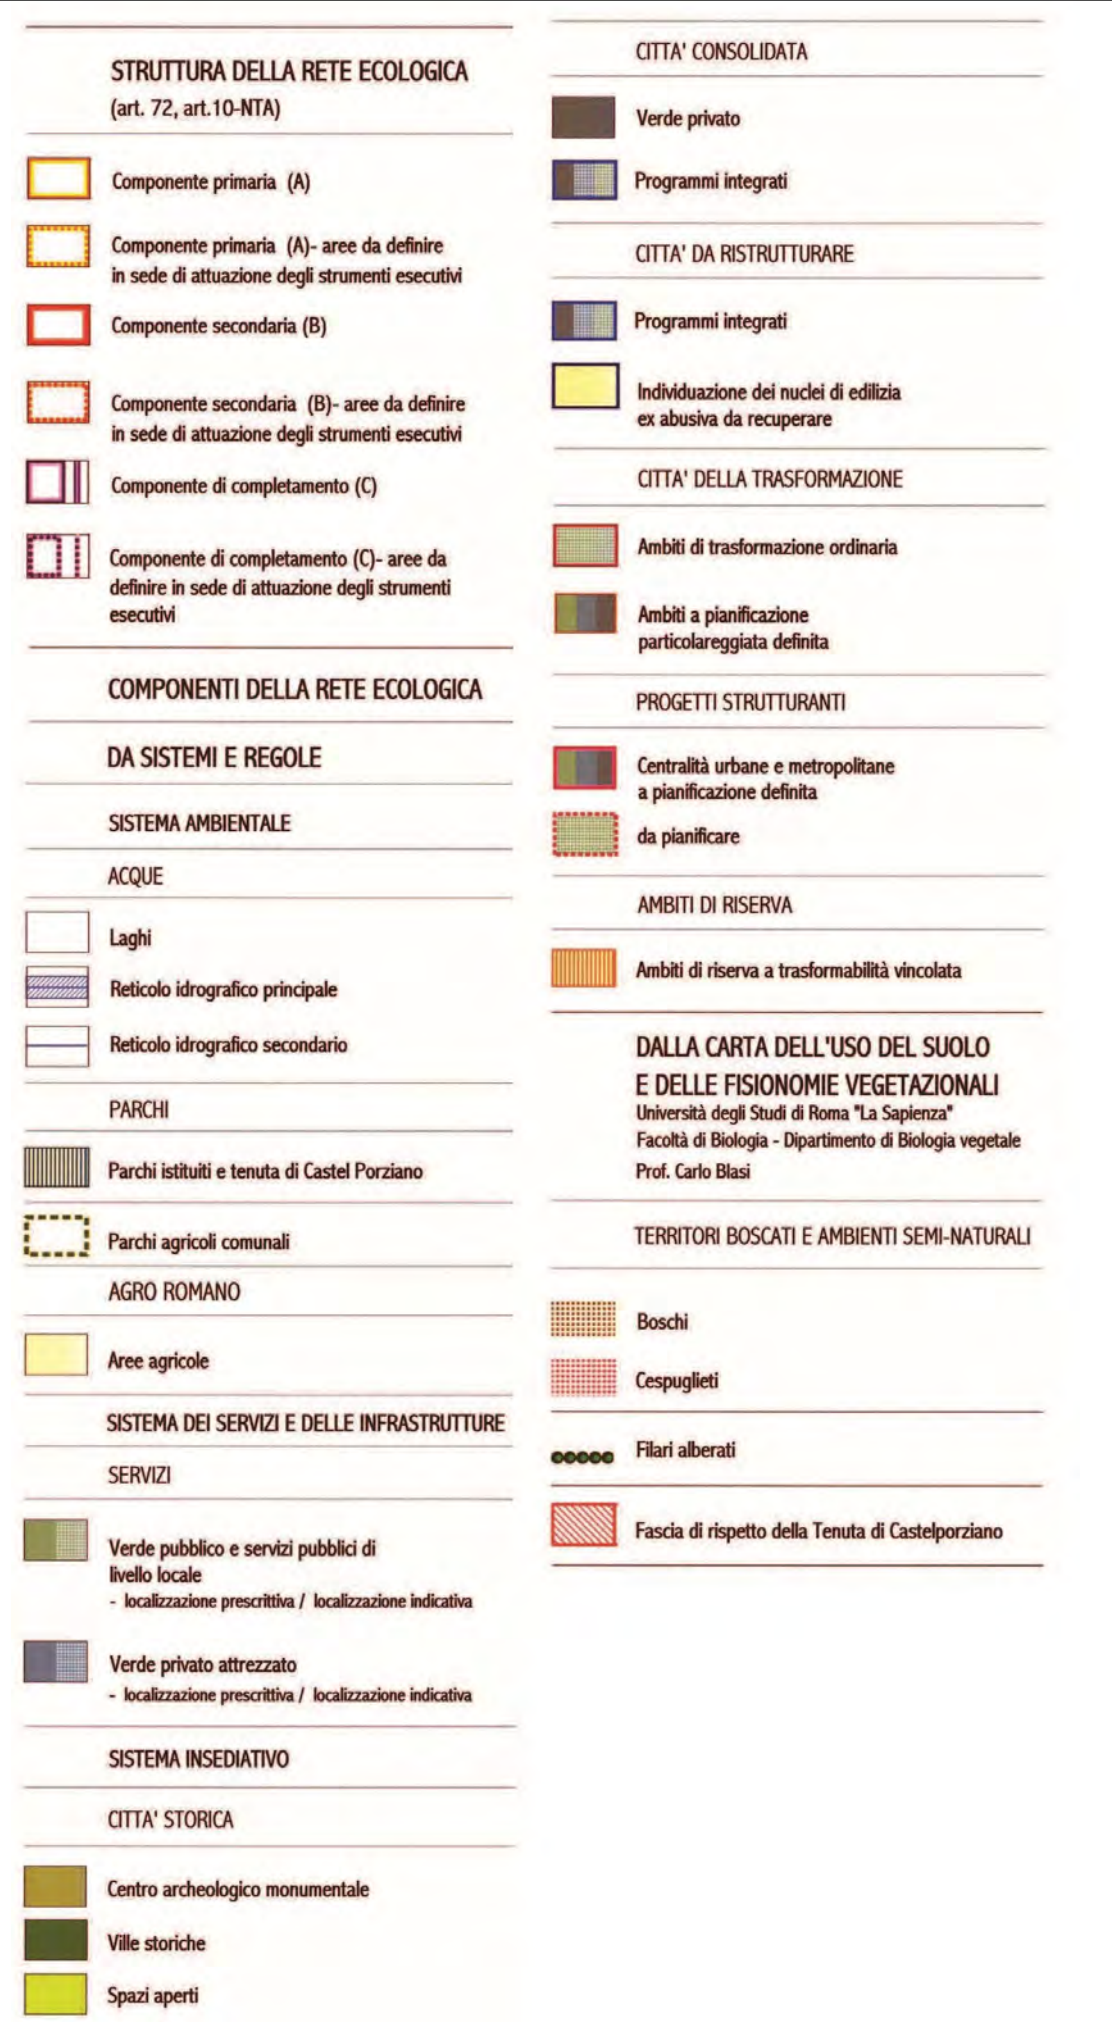 STRUTTURA DELLA RETE ECOLOGICA
(art. 72, art.10-NTA)
Componente primaria (A)
Componente primaria (A)- aree da definire
in sede di attuazione degli strumenti esecutivi
Componente secondaria (B)
Componente secondaria (B)- aree da definire
in sede di attuazione degli strumenti esecutivi
Componente di completamento (C)
Componente di completamento (C)- aree da
definire in sede di attuazione degli strumenti
esecutivi
COMPONENTI DELLA RETE ECOLOGICA
DA SISTEMI E REGOLE
SISTEMA AMBIENTALE
ACQUE
Laghi
Reticolo idrografico principale
Reticolo idrografico secondario
PARCHI
Parchi istituiti e tenuta di Castel Porziano
Parchi agricoli comunali
AGRO ROMANO
Aree agricole
SISTEMA DEI SERVIZI E DELLE INFRASTRUTTURE
SERVIZI
Verde pubblico e servizi pubblici di
livello locale
- localizzazione prescrittiva / localizzazione indicativa
Verde privato attrezzato
- localizzazione prescrittiva / localizzazione indicativa
SISTEMA INSEDIATIVO
CITTA' STORICA
Centro archeologico monumentale
Ville storiche
Spazi aperti
CITTA' CONSOLIDATA
Verde privato
Programmi integrati
CITTA' DA RISTRUTTURARE
Programmi integrati
Individuazione dei nuclei di edilizia
ex abusiva da recuperare
CITTA' DELLA TRASFORMAZIONE
Ambiti di trasformazione ordinaria
Ambiti a pianificazione
particolareggiata definita
PROGETTI STRUTTURANTI
Centralità urbane e metropolitane
a pianificazione definita
da pianificare
AMBITI DI RISERVA
Ambiti di riserva a trasformabilità vincolata
DALLA CARTA DELL'USO DEL SUOLO
E DELLE FISIONOMIE VEGETAZIONALI
Università degli Studi di Roma "La Sapienza"
Facoltà di Biologia - Dipartimento di Biologia vegetale
Prof. Carlo Blasi
TERRITORI BOSCATI E AMBIENTI SEMI-NATURALI
Boschi
Cespuglieti
Filari alberati
Fascia di rispetto della Tenuta di Castelporziano